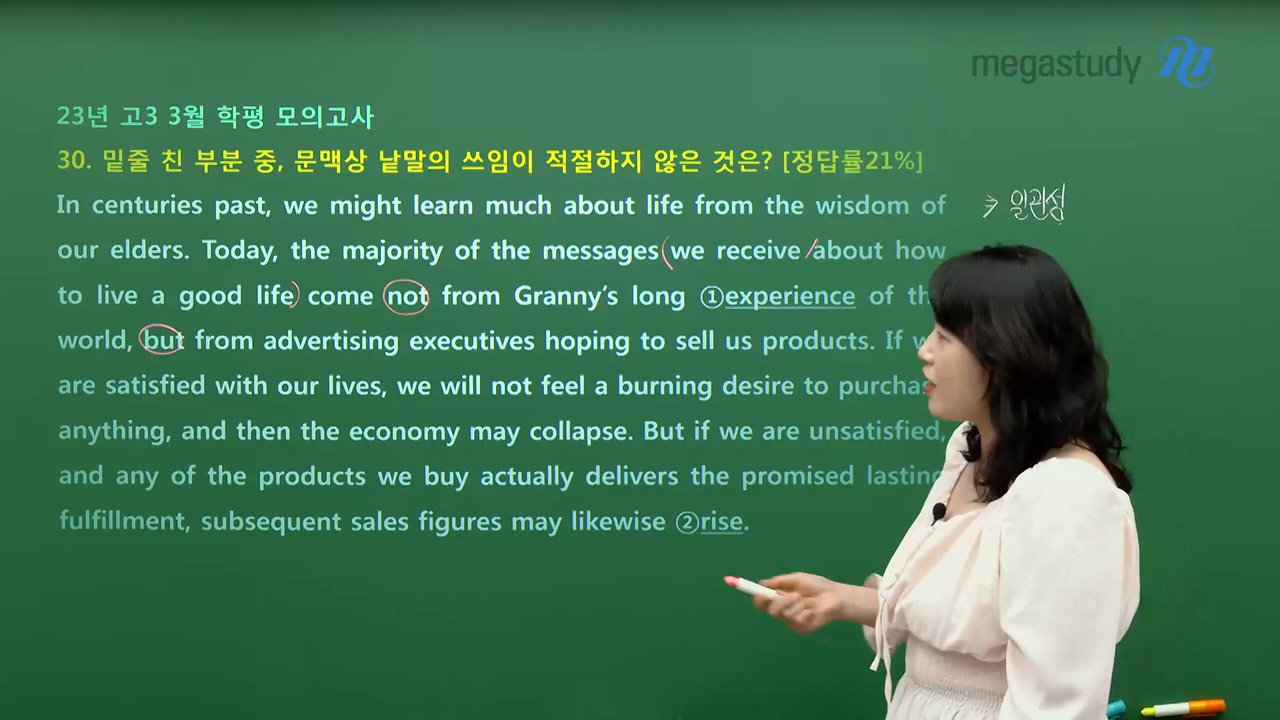 megastudy
23년 고3 3월 학평 모의고사
30. 밑줄 친 부분 중, 문맥상 낱말의 쓰임이 적절하지 않은 것은? [정답률21%]
In centuries past, we might learn much about life from the wisdom of
일관성
our elders. Today, the majority of the messages (we receive / about how
to live a good life) come not from Granny's long ①experience of
world, but from advertising executives hoping to sell us products. If
are satisfied with our lives, we will not feel a burning desire to
anything, and then the economy may collapse. But if we are unsatisfied,
and any of the products we buy actually delivers the promised lasting
fulfillment, subsequent sales figures may likewise ②rise.